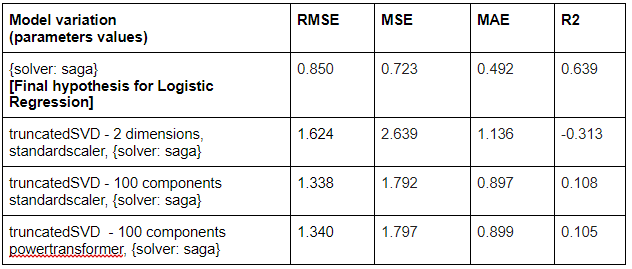 Model variation RMSE MSE MAE R2
(parameters values)
{solver: saga} 0.850 0.723 0.492 0.639
[Final hypothesis for Logistic
Regression]
truncatedSVD - 2 dimensions, 1.624 2.639 1.136 -0.313
standardscaler, {solver: saga}
truncatedSVD - 100 components 1.338 1.792 0.897 0.108
standardscaler, {solver: saga}
truncatedSVD - 100 components 1.340 1.797 0.899 0.105
powertransformer, {solver: saga}